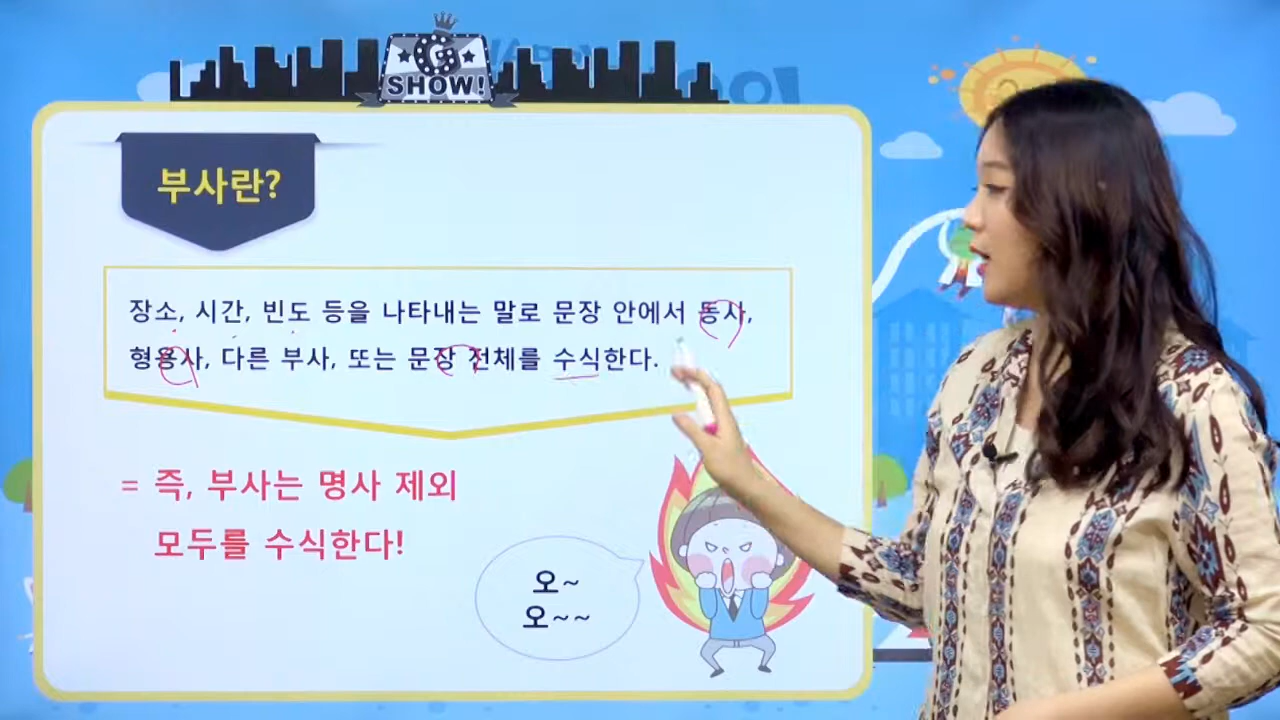 G
SHOW!
부사란?
장소, 시간, 빈도 등을 나타내는 말로 문장 안에서 동사,
형용사, 다른 부사, 또는 문장 전체를 수식한다.
= 즉, 부사는 명사 제외
모두를 수식한다!
오~
오~~